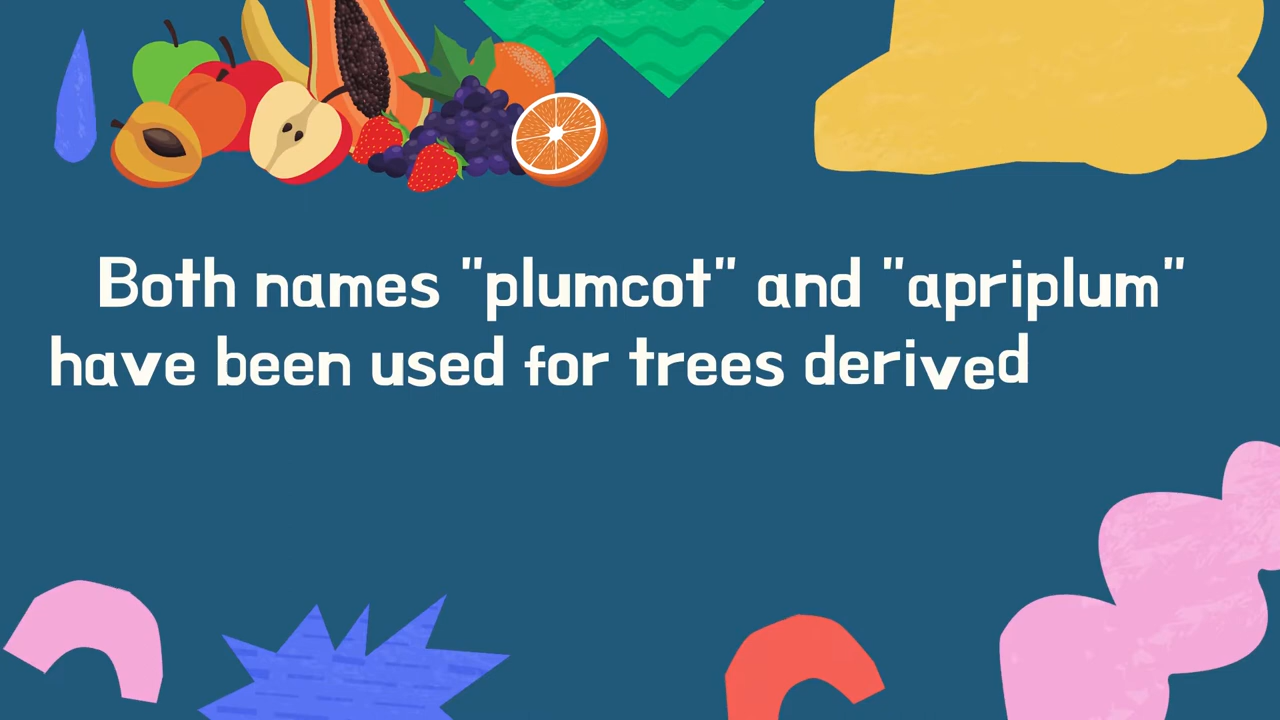 Both names "plumcot" and "apriplum"
have been used for trees derived